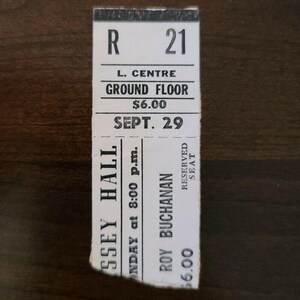 R 21
L. CENTRE
GROUND FLOOR
$6.00
SEPT. 29
SSEY HALL
NDAY at 8:00 p.m.
ROY BUCHANAN
RESERVED
SEAT
$6.00